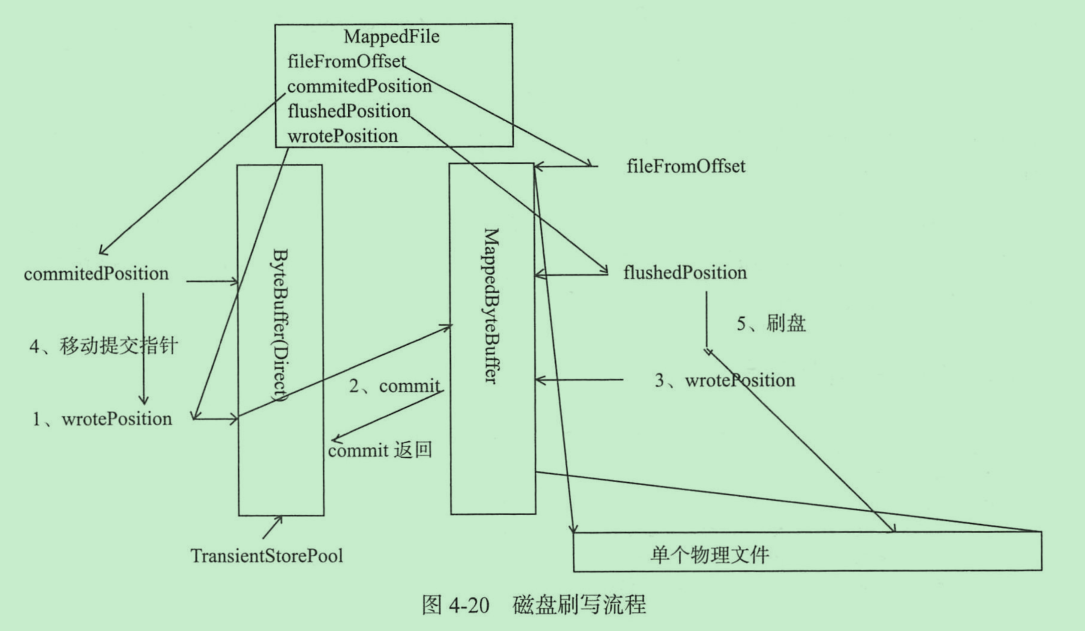 MappedFile
fileFromOffset
commitedPosition
flushedPosition
wrotePosition
fileFromOffset
commitedPosition
ByteBuffer(Direct)
MappedByteBuffer
flushedPosition
4、移动提交指针
5、刷盘
2、commit
3、wrotePosition
1、wrotePosition
commit 返回
TransientStorePool
单个物理文件
图 4-20 磁盘刷写流程